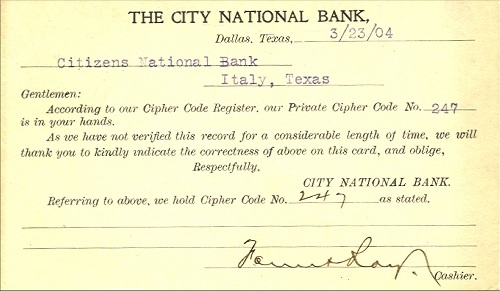 THE CITY NATIONAL BANK,
Dallas, Texas, 3/23/04
Citizens National Bank
Italy, Texas
Gentlemen:
According to our Cipher Code Register, our Private Cipher Code No. 247
is in your hands.
As we have not verified this record for a considerable length of time, we will
thank you to kindly indicate the correctness of above on this card, and oblige,
Respectfully,
CITY NATIONAL BANK.
Referring to above, we hold Cipher Code No. 247 as stated.
Cashier.